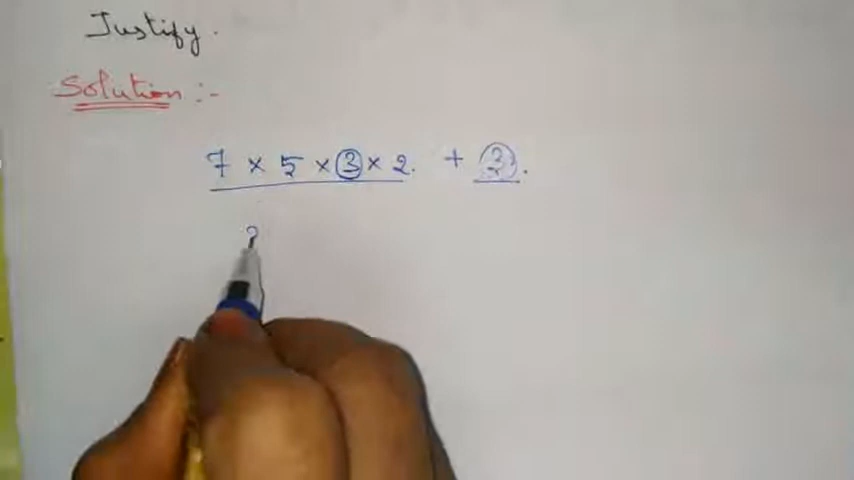 Justify.
Solution :-
7 × 5 × 3 × 2. + 3.